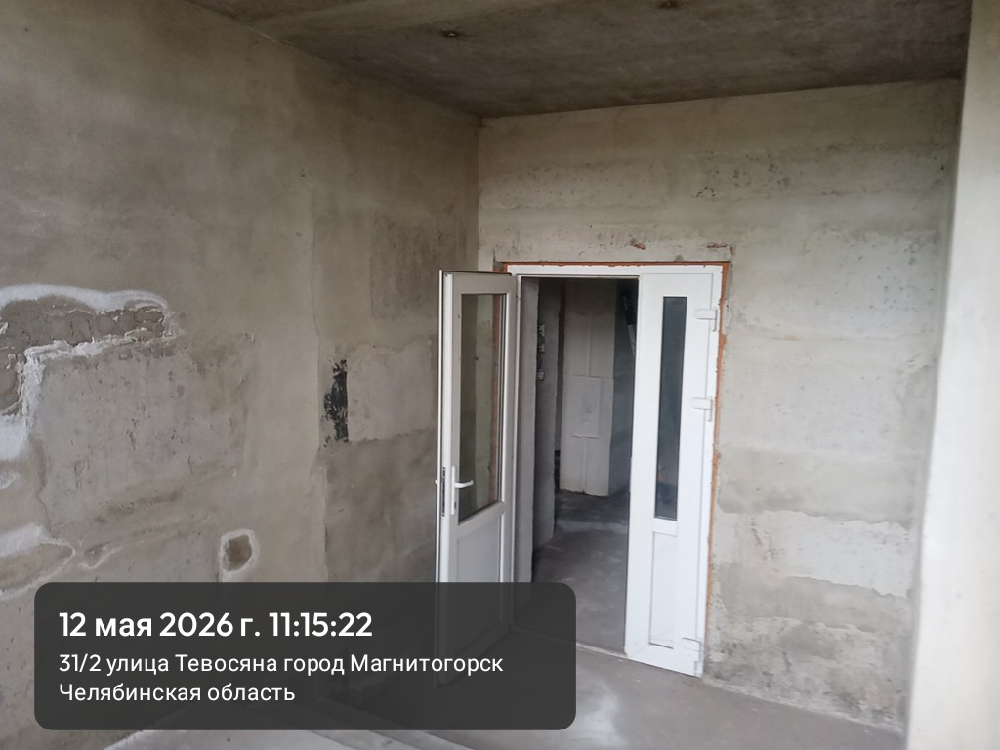 12 мая 2026 г. 11:15:22
31/2 улица Тевосяна город Магнитогорск
Челябинская область